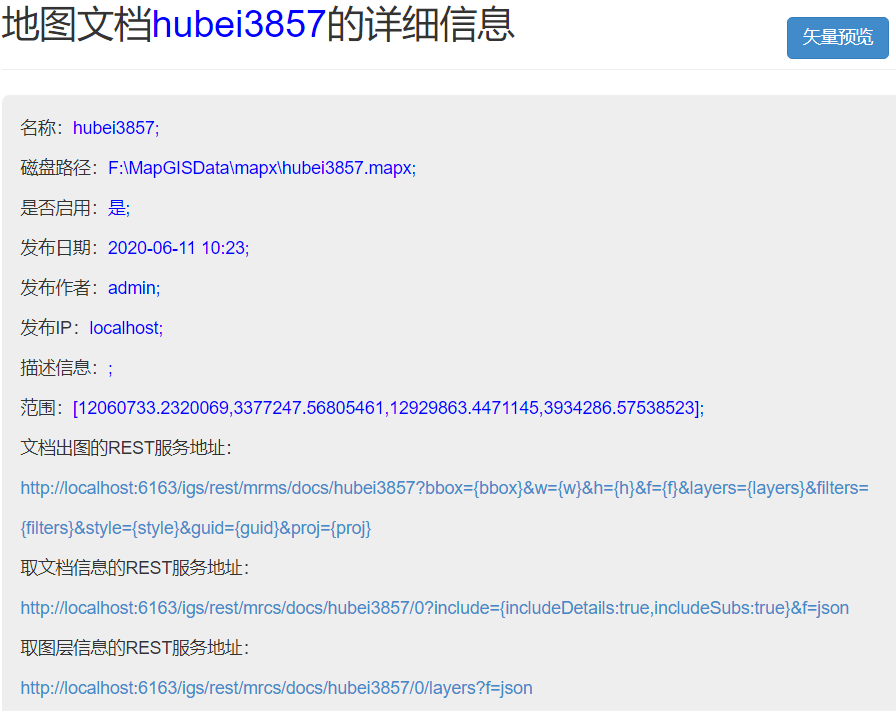 地图文档hubei3857的详细信息
矢量预览
名称：hubei3857;
磁盘路径：F:\MapGISData\mapx\hubei3857.mapx;
是否启用：是;
发布日期：2020-06-11 10:23;
发布作者：admin;
发布IP：localhost;
描述信息：;
范围：[12060733.2320069,3377247.56805461,12929863.4471145,3934286.57538523];
文档出图的REST服务地址：
http://localhost:6163/igs/rest/mrms/docs/hubei3857?bbox={bbox}&w={w}&h={h}&f={f}&layers={layers}&filters=
{filters}&style={style}&guid={guid}&proj={proj}
取文档信息的REST服务地址：
http://localhost:6163/igs/rest/mrcs/docs/hubei3857/0?include={includeDetails:true,includeSubs:true}&f=json
取图层信息的REST服务地址：
http://localhost:6163/igs/rest/mrcs/docs/hubei3857/0/layers?f=json